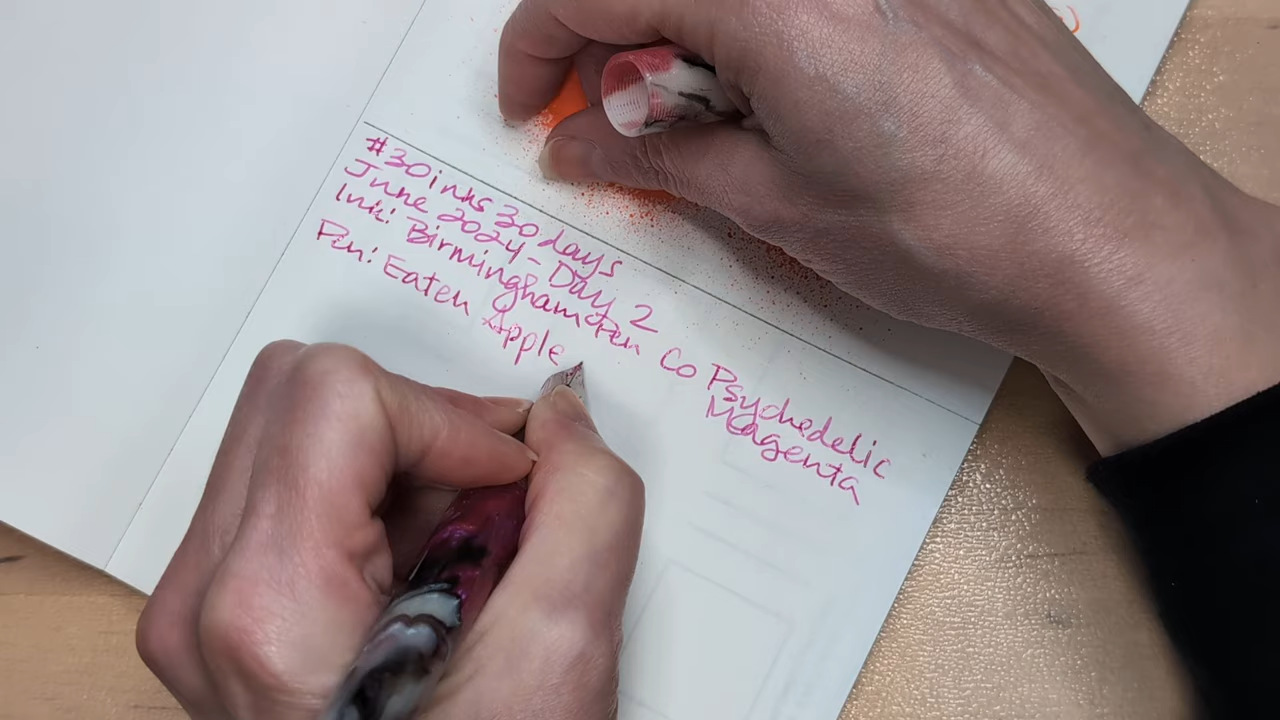 #30inks30days
June 2024 - Day 2
Ink: Birmingham Pen Co Psychedelic
Magenta
Pen: Eaten Apple